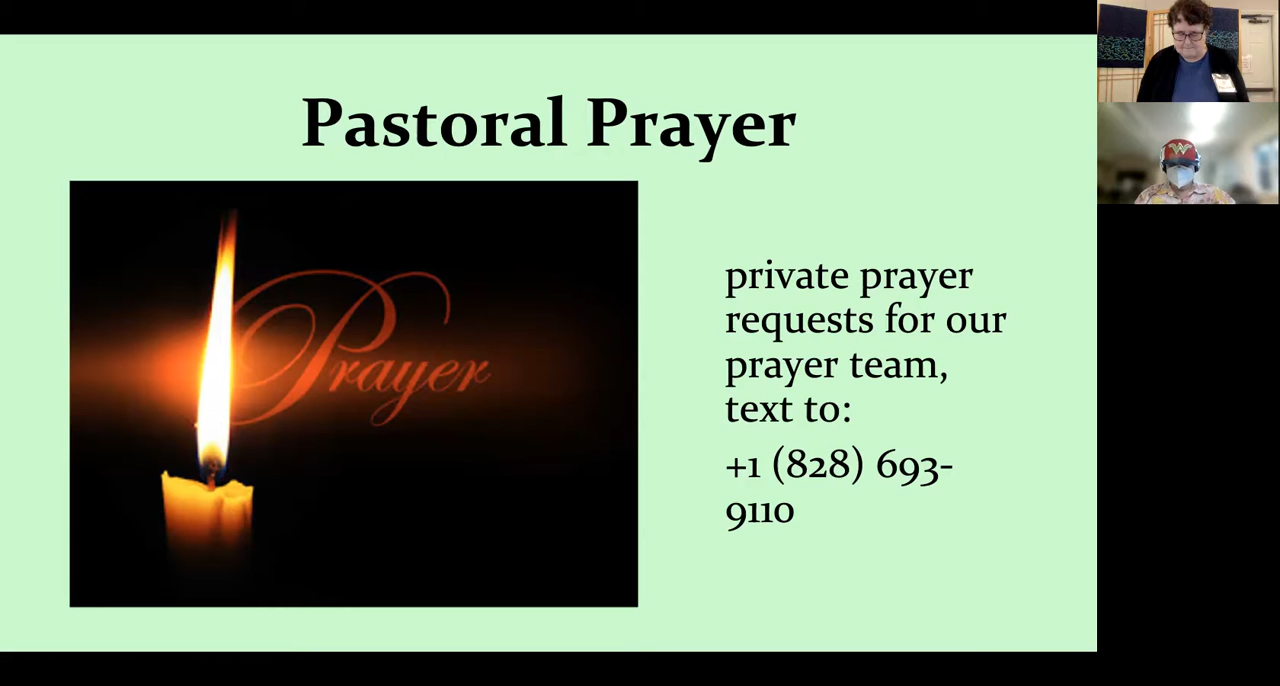 Pastoral Prayer
Prayer
private prayer
requests for our
prayer team,
text to:
+1 (828) 693-
9110